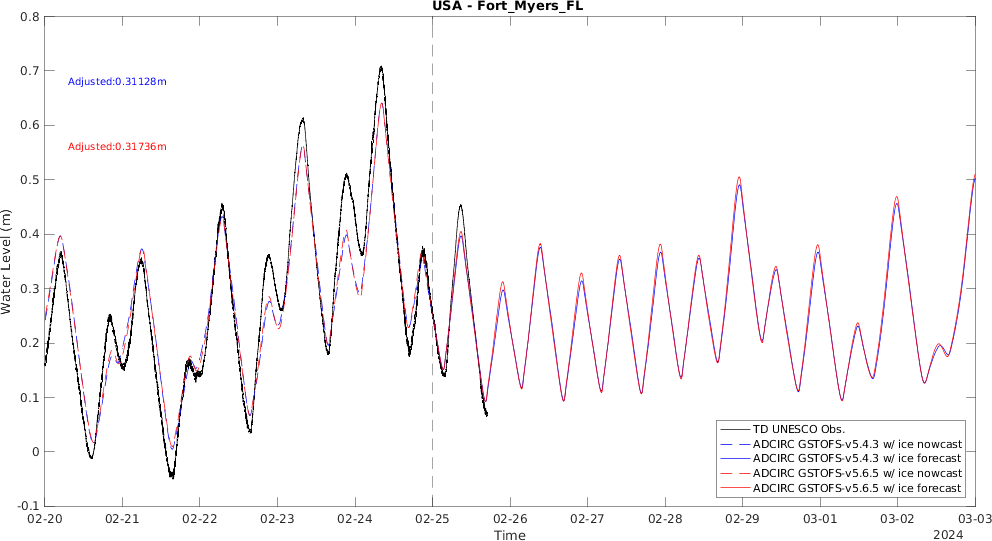 USA - Fort_Myers_FL
0.8
0.7
0.6
0.5
0.4
0.3
0.2
0.1
0
-0.1
Water Level (m)
Adjusted:0.31128m
Adjusted:0.31736m
TD UNESCO Obs.
ADCIRC GSTOFS-v5.4.3 w/ ice nowcast
ADCIRC GSTOFS-v5.4.3 w/ ice forecast
ADCIRC GSTOFS-v5.6.5 w/ ice nowcast
ADCIRC GSTOFS-v5.6.5 w/ ice forecast
02-20 02-21 02-22 02-23 02-24 02-25 02-26 02-27 02-28 02-29 03-01 03-02 03-03
Time
2024